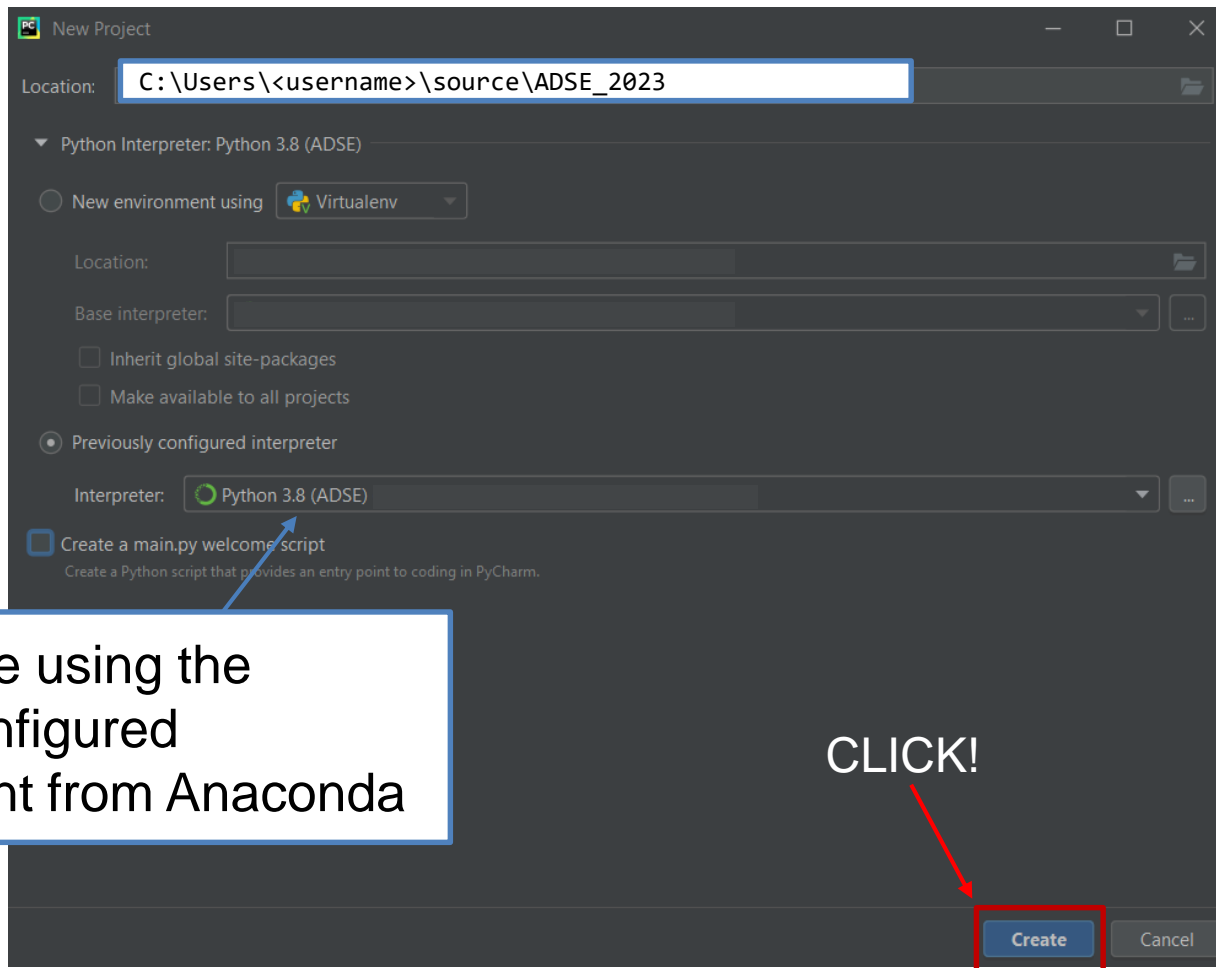 PC New Project
Location: C:\Users\<username>\source\ADSE_2023
Python Interpreter: Python 3.8 (ADSE)
New environment using Virtualenv
Location:
Base interpreter: ...
Inherit global site-packages
Make available to all projects
Previously configured interpreter
Interpreter: Python 3.8 (ADSE) ...
Create a main.py welcome script
Create a Python script that provides an entry point to coding in PyCharm.
e using the
nfigured
nt from Anaconda
CLICK!
Create Cancel